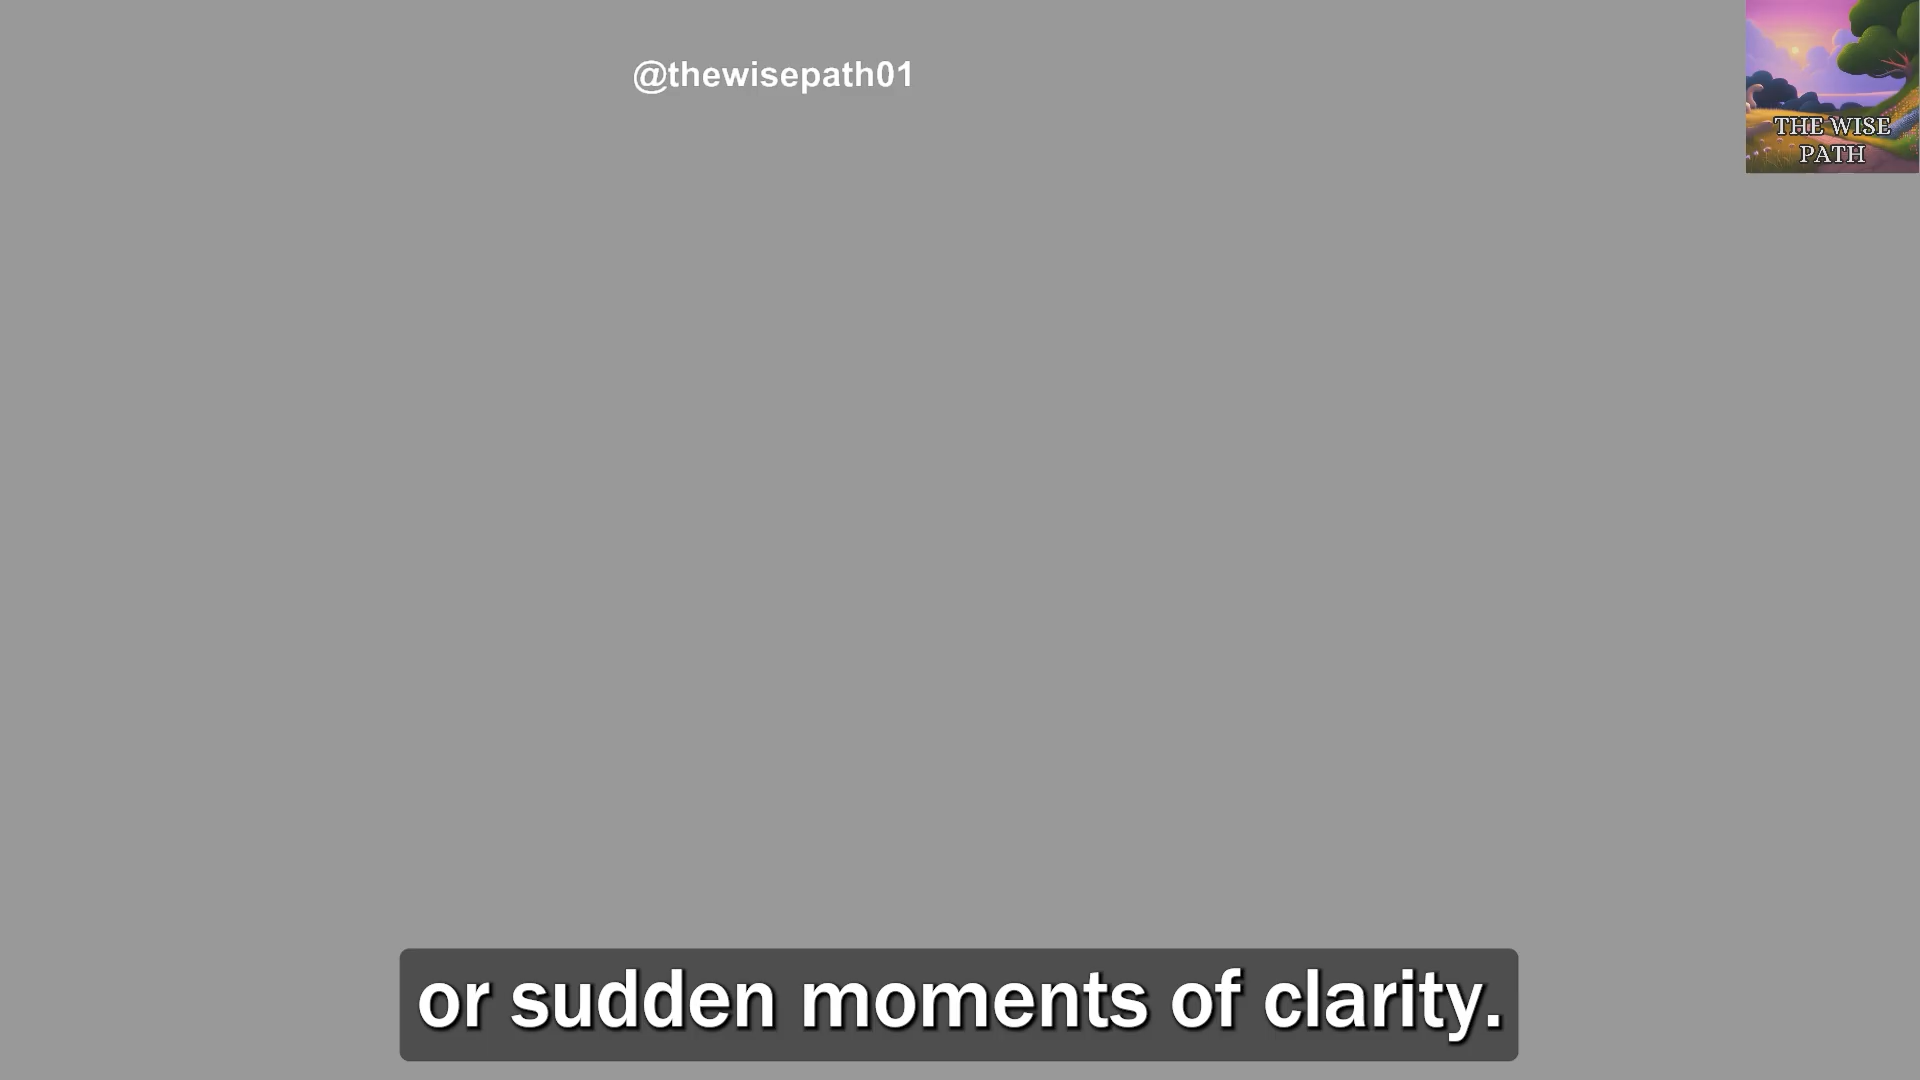 @thewisepath01
THE WISE
PATH
or sudden moments of clarity.